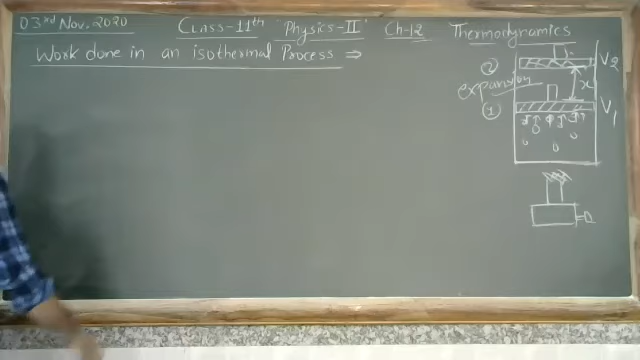 03rd Nov. 2020 Class-11th "Physics-II" Ch-12 Thermodynamics
Work done in an isothermal Process ⇒
② V2
expansion x
① V1